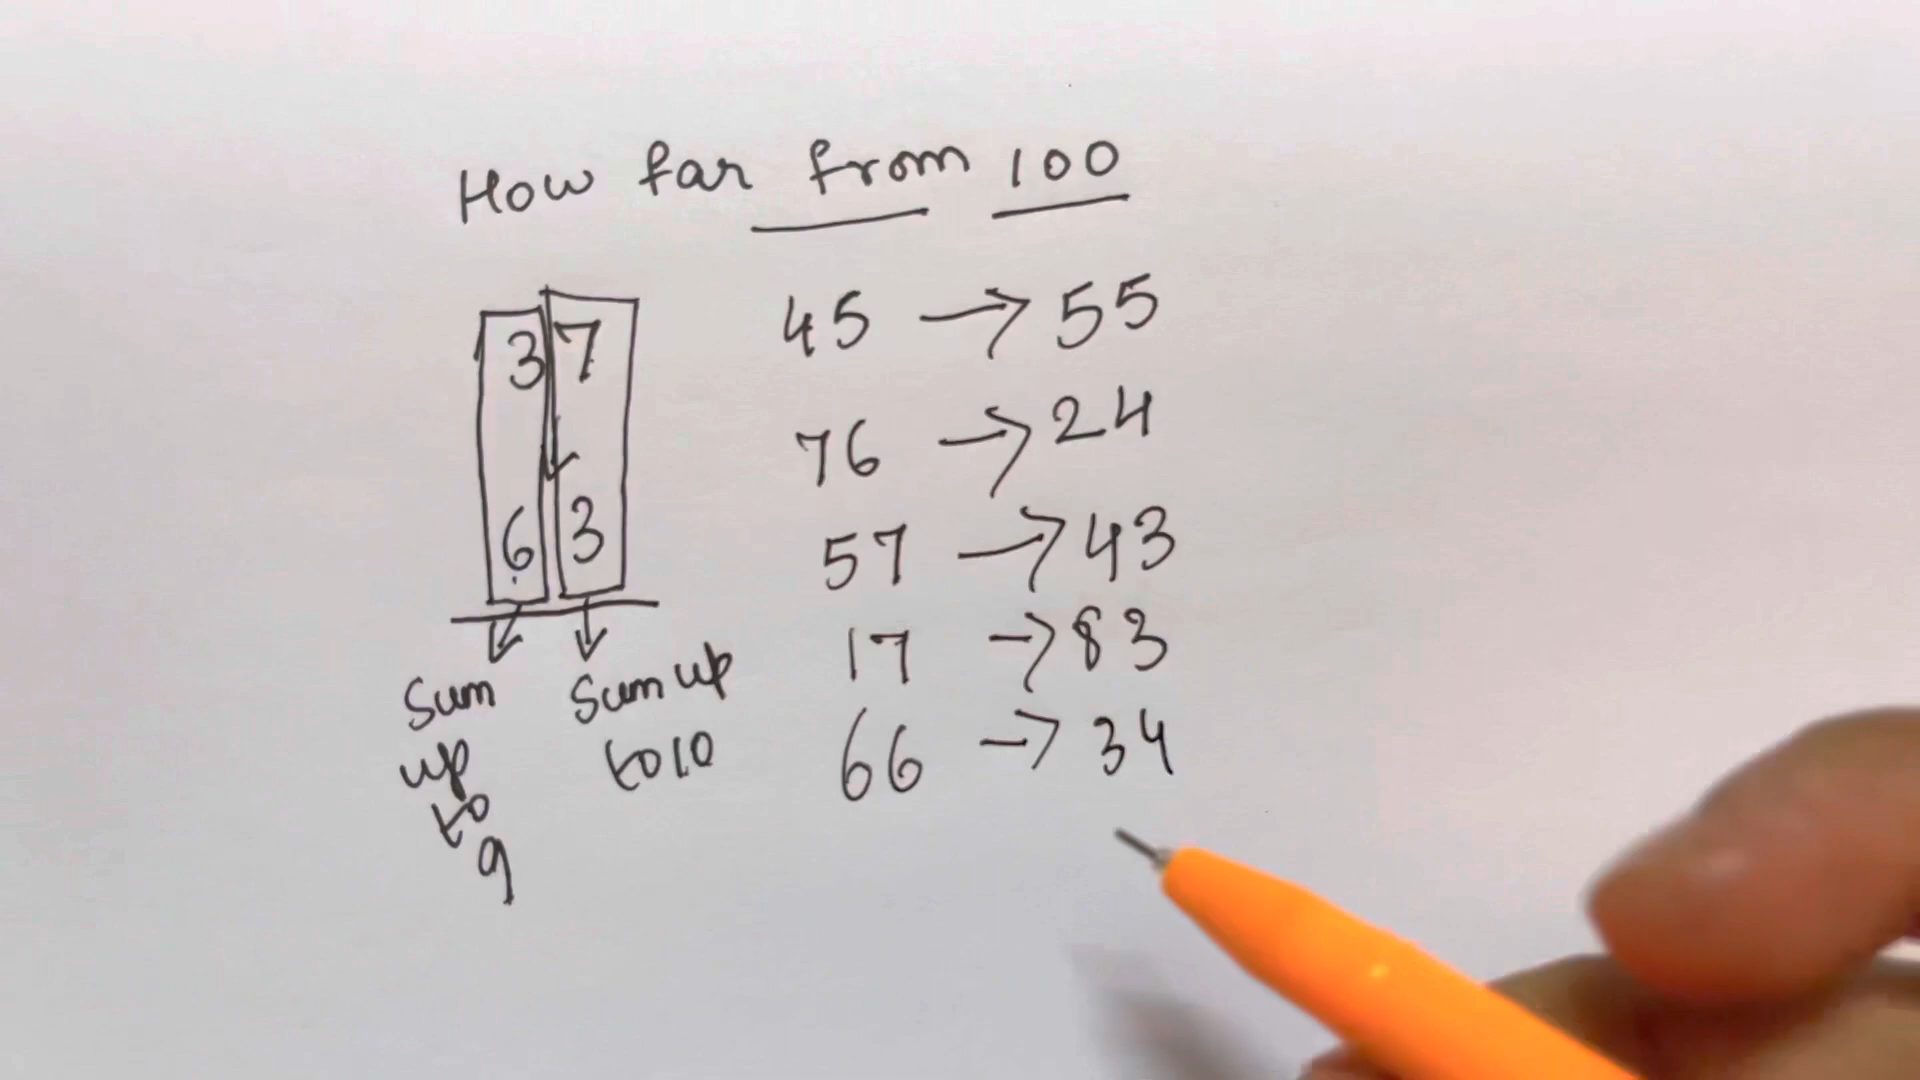 How far from 100
37
63
Sum up to 9
Sum up to 10
45 → 55
76 → 24
57 → 43
17 → 83
66 → 34